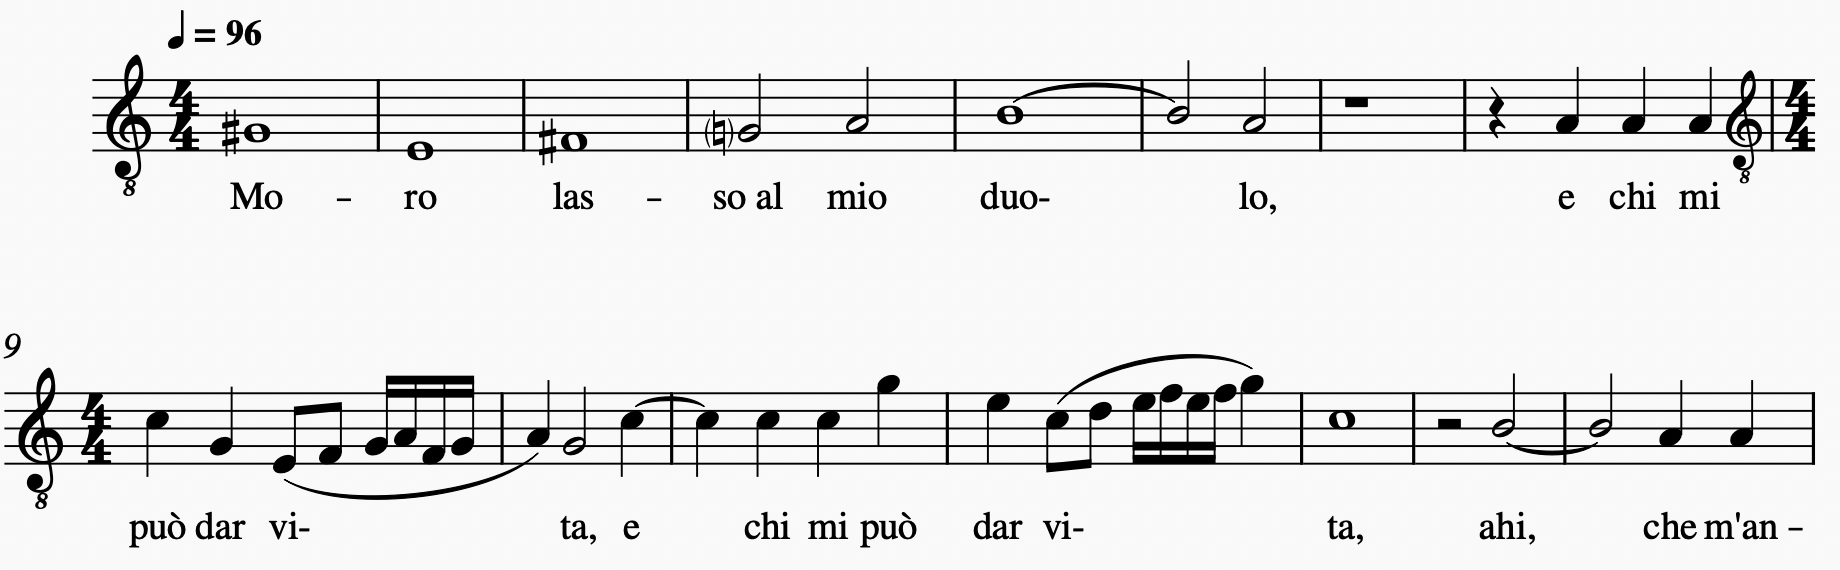 ♩ = 96
Mo – ro las – so al mio duo- lo, e chi mi
9
può dar vi- ta, e chi mi può dar vi- ta, ahi, che m'an –